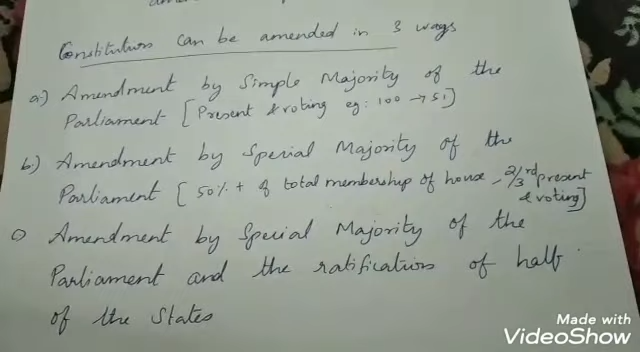 Constitution can be amended in 3 ways
a) Amendment by Simple Majority of the
Parliament [Present & voting eg: 100 → 51]
b) Amendment by Special Majority of the
Parliament [50% + of total membership of house, 2/3rd present
& voting]
c) Amendment by Special Majority of the
Parliament and the ratification of half
of the States
Made with
VideoShow